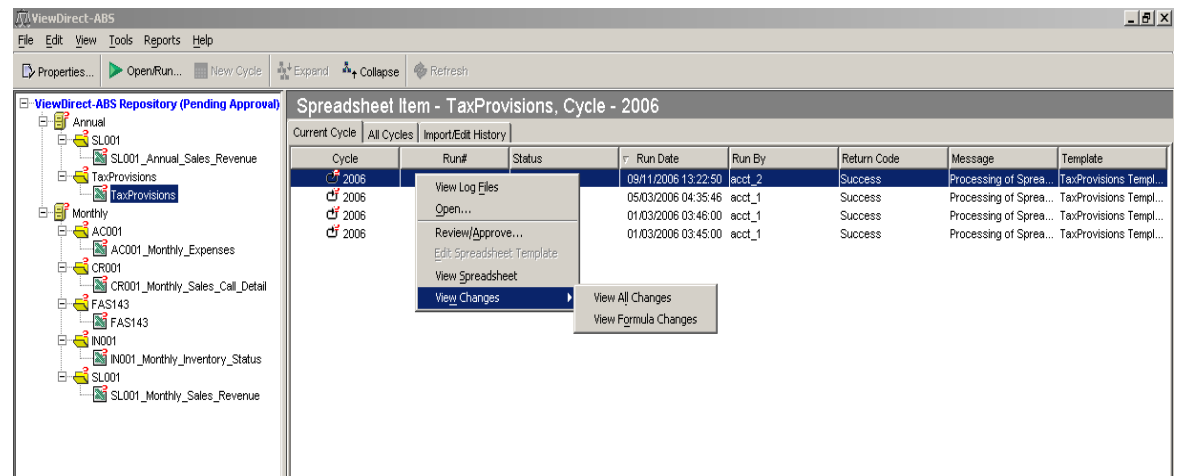 ViewDirect-ABS
File Edit View Tools Reports Help
Properties... Open/Run... New Cycle Expand Collapse Refresh
ViewDirect-ABS Repository (Pending Approval)
Annual
SL001
SL001_Annual_Sales_Revenue
TaxProvisions
TaxProvisions
Monthly
AC001
AC001_Monthly_Expenses
CR001
CR001_Monthly_Sales_Call_Detail
FAS143
FAS143
IN001
IN001_Monthly_Inventory_Status
SL001
SL001_Monthly_Sales_Revenue
Spreadsheet Item - TaxProvisions, Cycle - 2006
Current Cycle All Cycles Import/Edit History
Cycle Run# Status Run Date Run By Return Code Message Template
2006 09/11/2006 13:22:50 acct_2 Success Processing of Sprea... TaxProvisions Templ...
2006 05/03/2006 04:35:46 acct_1 Success Processing of Sprea... TaxProvisions Templ...
2006 01/03/2006 03:46:00 acct_1 Success Processing of Sprea... TaxProvisions Templ...
2006 01/03/2006 03:45:00 acct_1 Success Processing of Sprea... TaxProvisions Templ...
View Log Files
Open...
Review/Approve...
Edit Spreadsheet Template
View Spreadsheet
View Changes
View All Changes
View Formula Changes